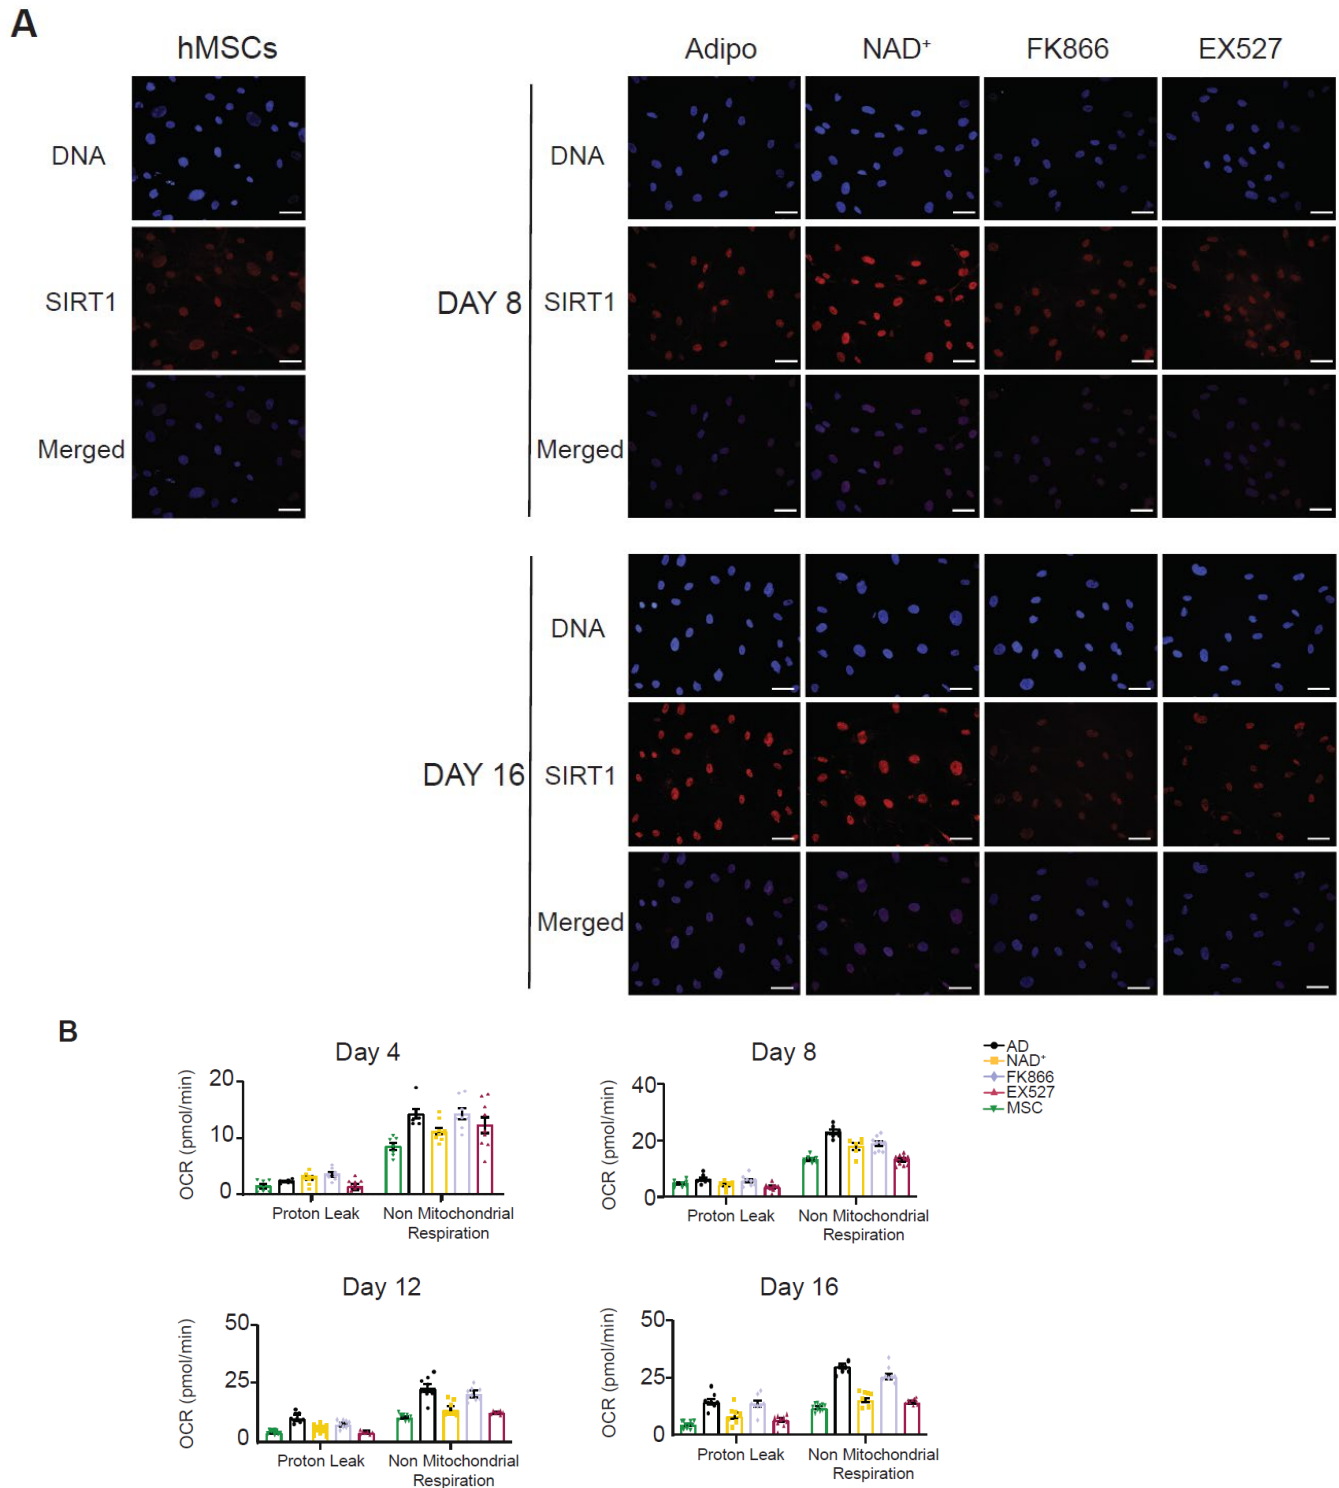 A
hMSCs
Adipo NAD⁺ FK866 EX527
DNA
SIRT1
Merged
DAY 8
DNA
SIRT1
Merged
DAY 16
DNA
SIRT1
Merged
B
Day 4
OCR (pmol/min)
20
10
0
Proton Leak
Non Mitochondrial
Respiration
Day 8
OCR (pmol/min)
40
20
0
Proton Leak
Non Mitochondrial
Respiration
AD
NAD⁺
FK866
EX527
MSC
Day 12
OCR (pmol/min)
50
25
0
Proton Leak
Non Mitochondrial
Respiration
Day 16
OCR (pmol/min)
50
25
0
Proton Leak
Non Mitochondrial
Respiration